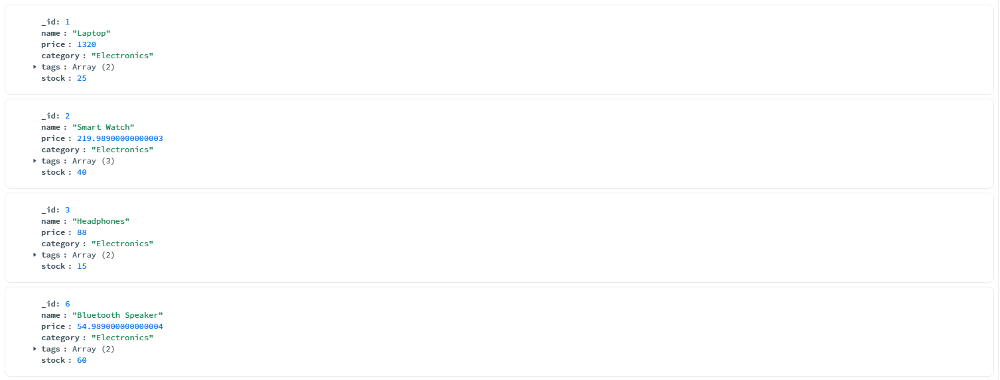 _id: 1
name : "Laptop"
price : 1320
category : "Electronics"
tags : Array (2)
stock : 25
_id: 2
name : "Smart Watch"
price : 219.98900000000003
category : "Electronics"
tags : Array (3)
stock : 40
_id: 3
name : "Headphones"
price : 88
category : "Electronics"
tags : Array (2)
stock : 15
_id: 6
name : "Bluetooth Speaker"
price : 54.989000000000004
category : "Electronics"
tags : Array (2)
stock : 60